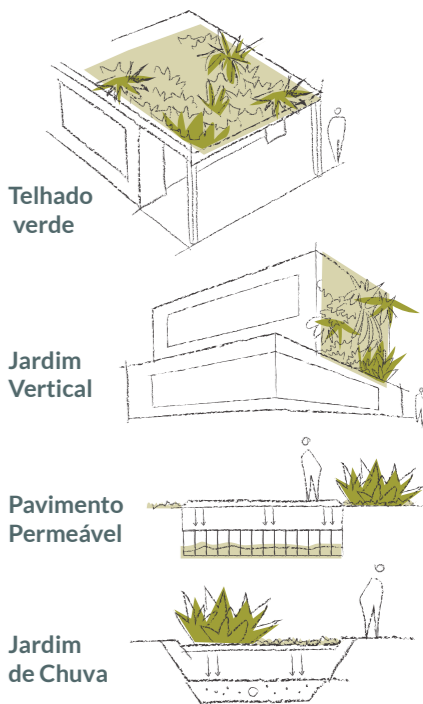 Telhado
verde
Jardim
Vertical
Pavimento
Permeável
Jardim
de Chuva